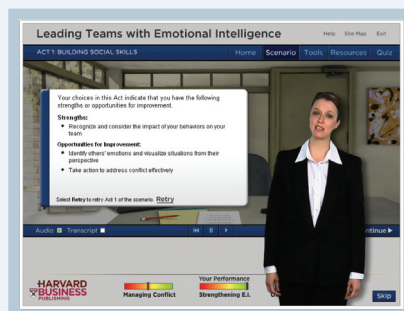 Leading Teams with Emotional Intelligence
Help Site Map Exit
ACT 1: BUILDING SOCIAL SKILLS
Home Scenario Tools Resources Quiz
Your choices in this Act indicate that you have the following
strengths or opportunities for improvement.
Strengths:
• Recognize and consider the impact of your behaviors on your
team
Opportunities for Improvement:
• Identify others' emotions and visualize situations from their
perspective
• Take action to address conflict effectively
Select Retry to retry Act 1 of the scenario. Retry
Audio Transcript
ntinue
Your Performance
HARVARD
BUSINESS
PUBLISHING
Managing Conflict
Strengthening E.I.
Skip